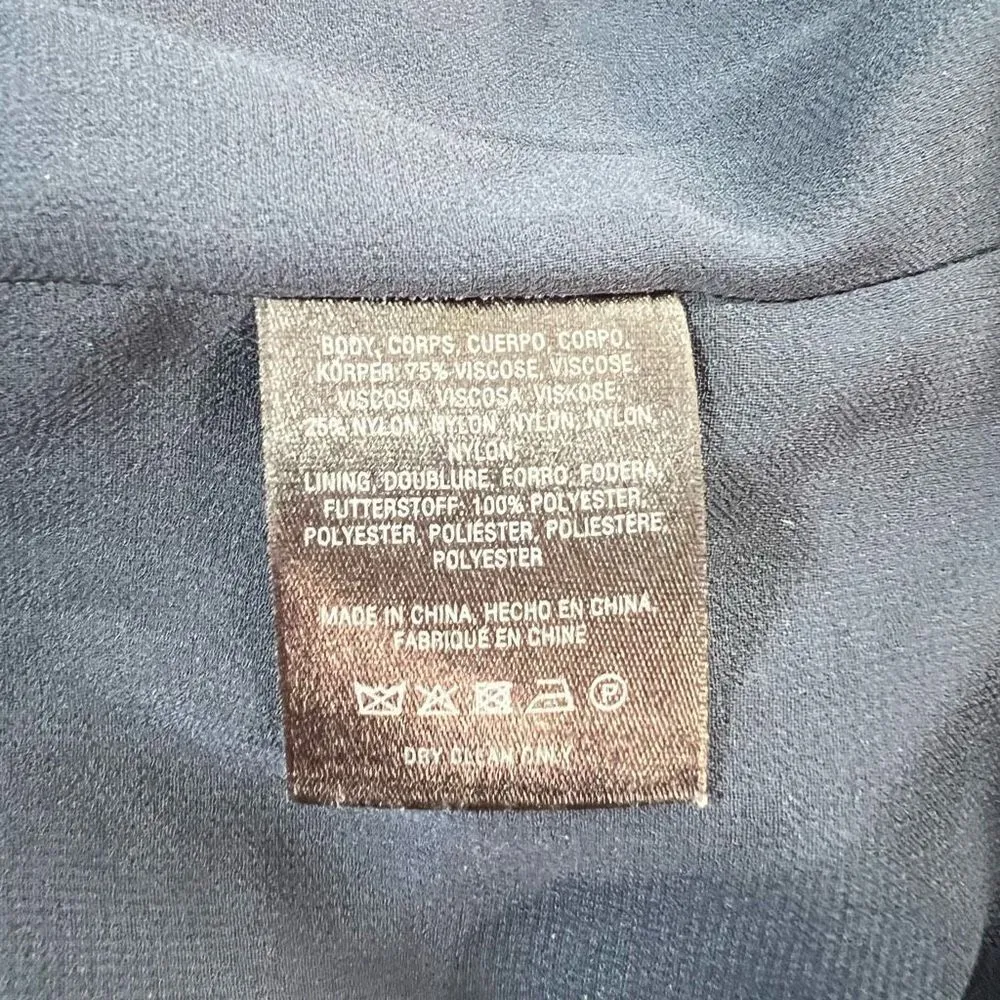 BODY, CORPS, CUERPO, CORPO,
KÖRPER: 75% VISCOSE, VISCOSE,
VISCOSA, VISCOSA, VISKOSE
25% NYLON, NYLON, NYLON, NYLON,
NYLON
LINING, DOUBLURE, FORRO, FODERA,
FUTTERSTOFF: 100% POLYESTER,
POLYESTER, POLIÉSTER, POLIESTERE,
POLYESTER
MADE IN CHINA, HECHO EN CHINA,
FABRIQUÉ EN CHINE
P
DRY CLEAN ONLY